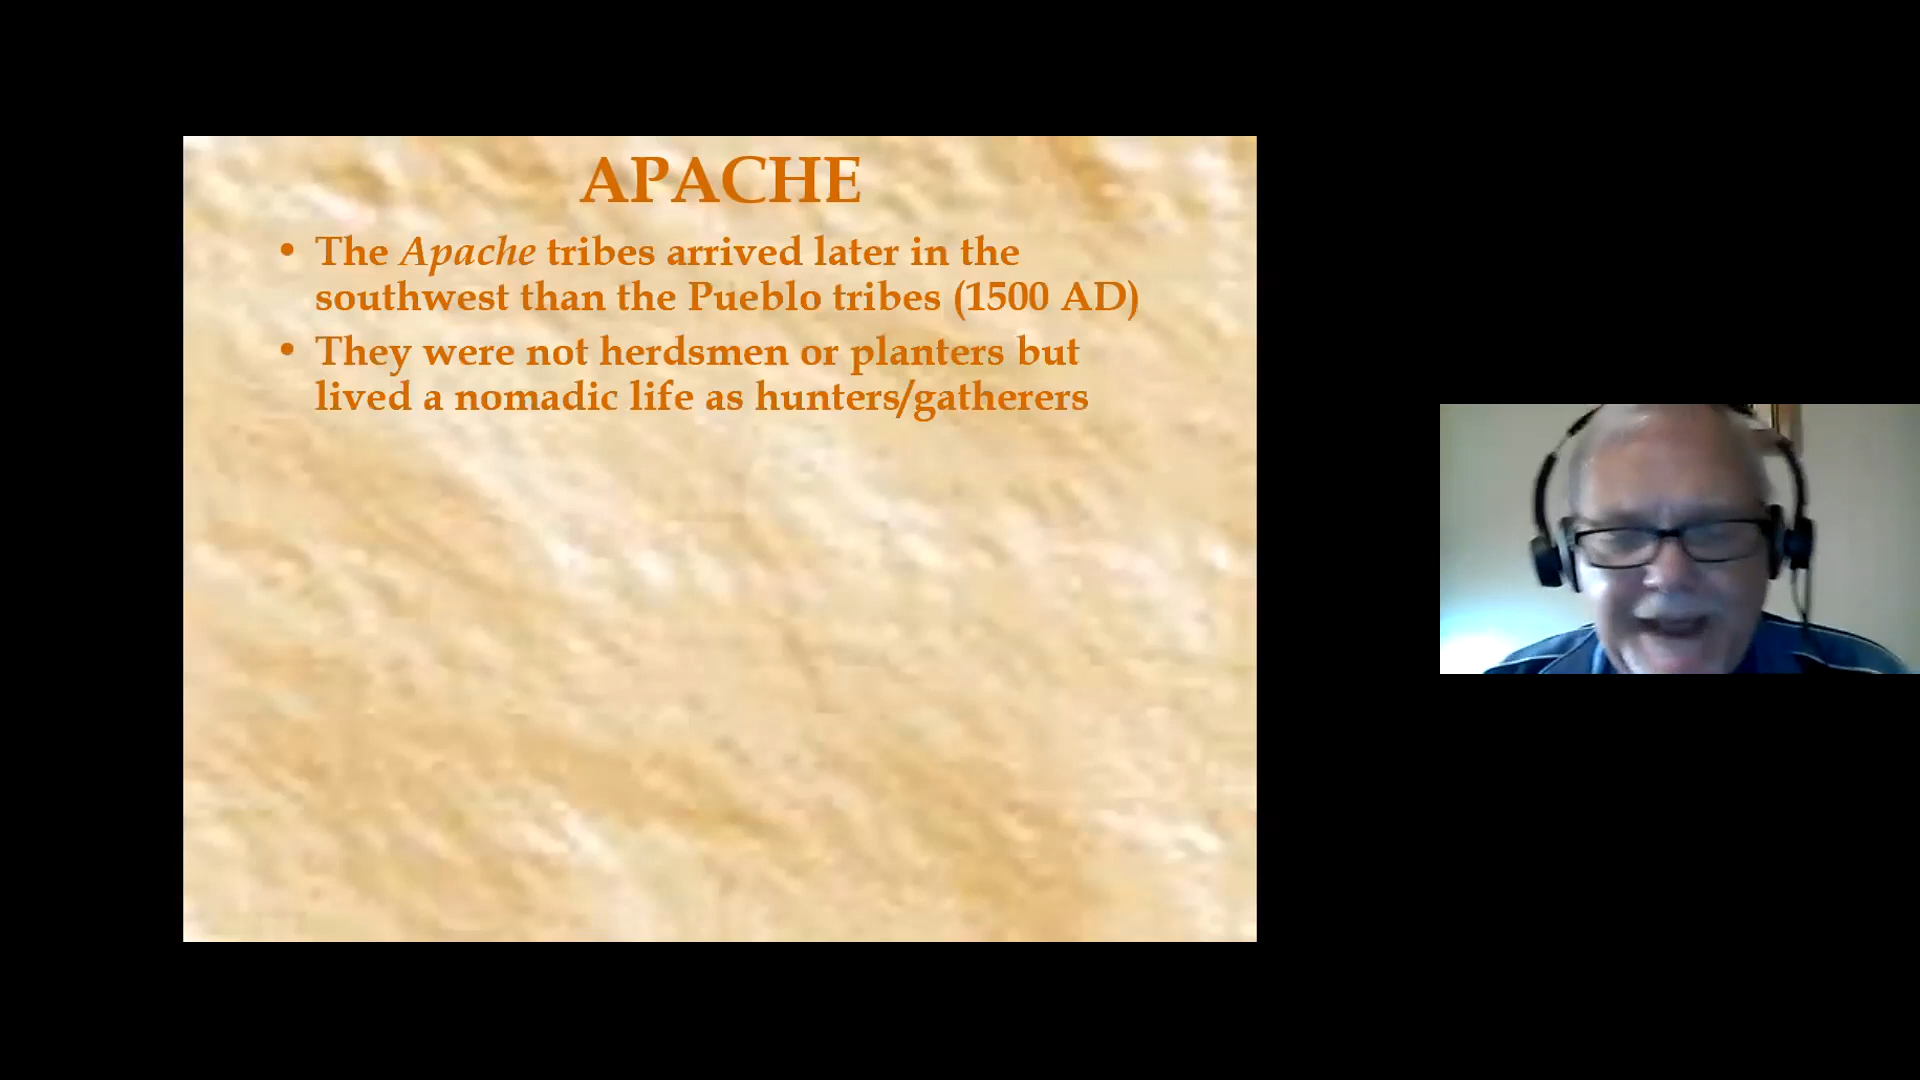 APACHE
• The Apache tribes arrived later in the
southwest than the Pueblo tribes (1500 AD)
• They were not herdsmen or planters but
lived a nomadic life as hunters/gatherers